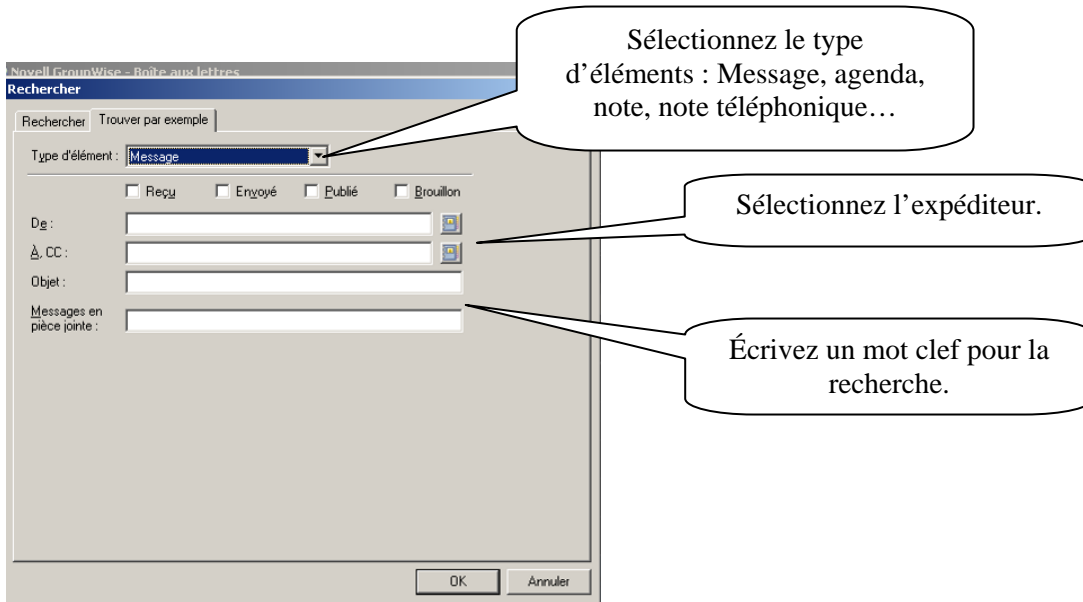 Sélectionnez le type
d’éléments : Message, agenda,
note, note téléphonique…
Novell GroupWise - Boîte aux lettres
Rechercher
Rechercher Trouver par exemple
Type d'élément : Message
Reçu Envoyé Publié Brouillon
De :
À, CC :
Objet :
Messages en
pièce jointe :
Sélectionnez l’expéditeur.
Écrivez un mot clef pour la
recherche.
OK Annuler